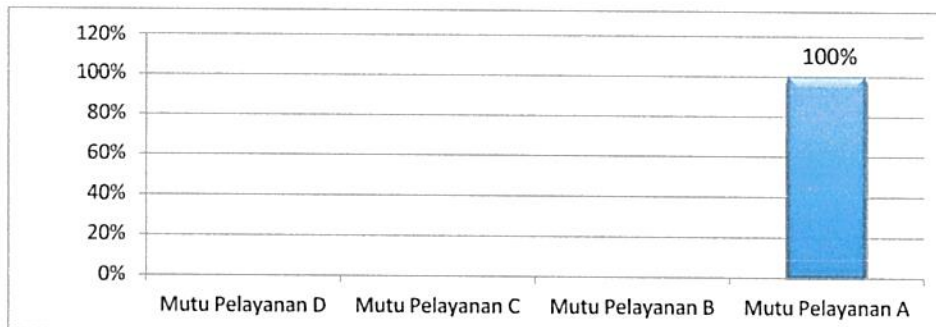 120%
100%
100%
80%
60%
40%
20%
0%
Mutu Pelayanan D
Mutu Pelayanan C
Mutu Pelayanan B
Mutu Pelayanan A